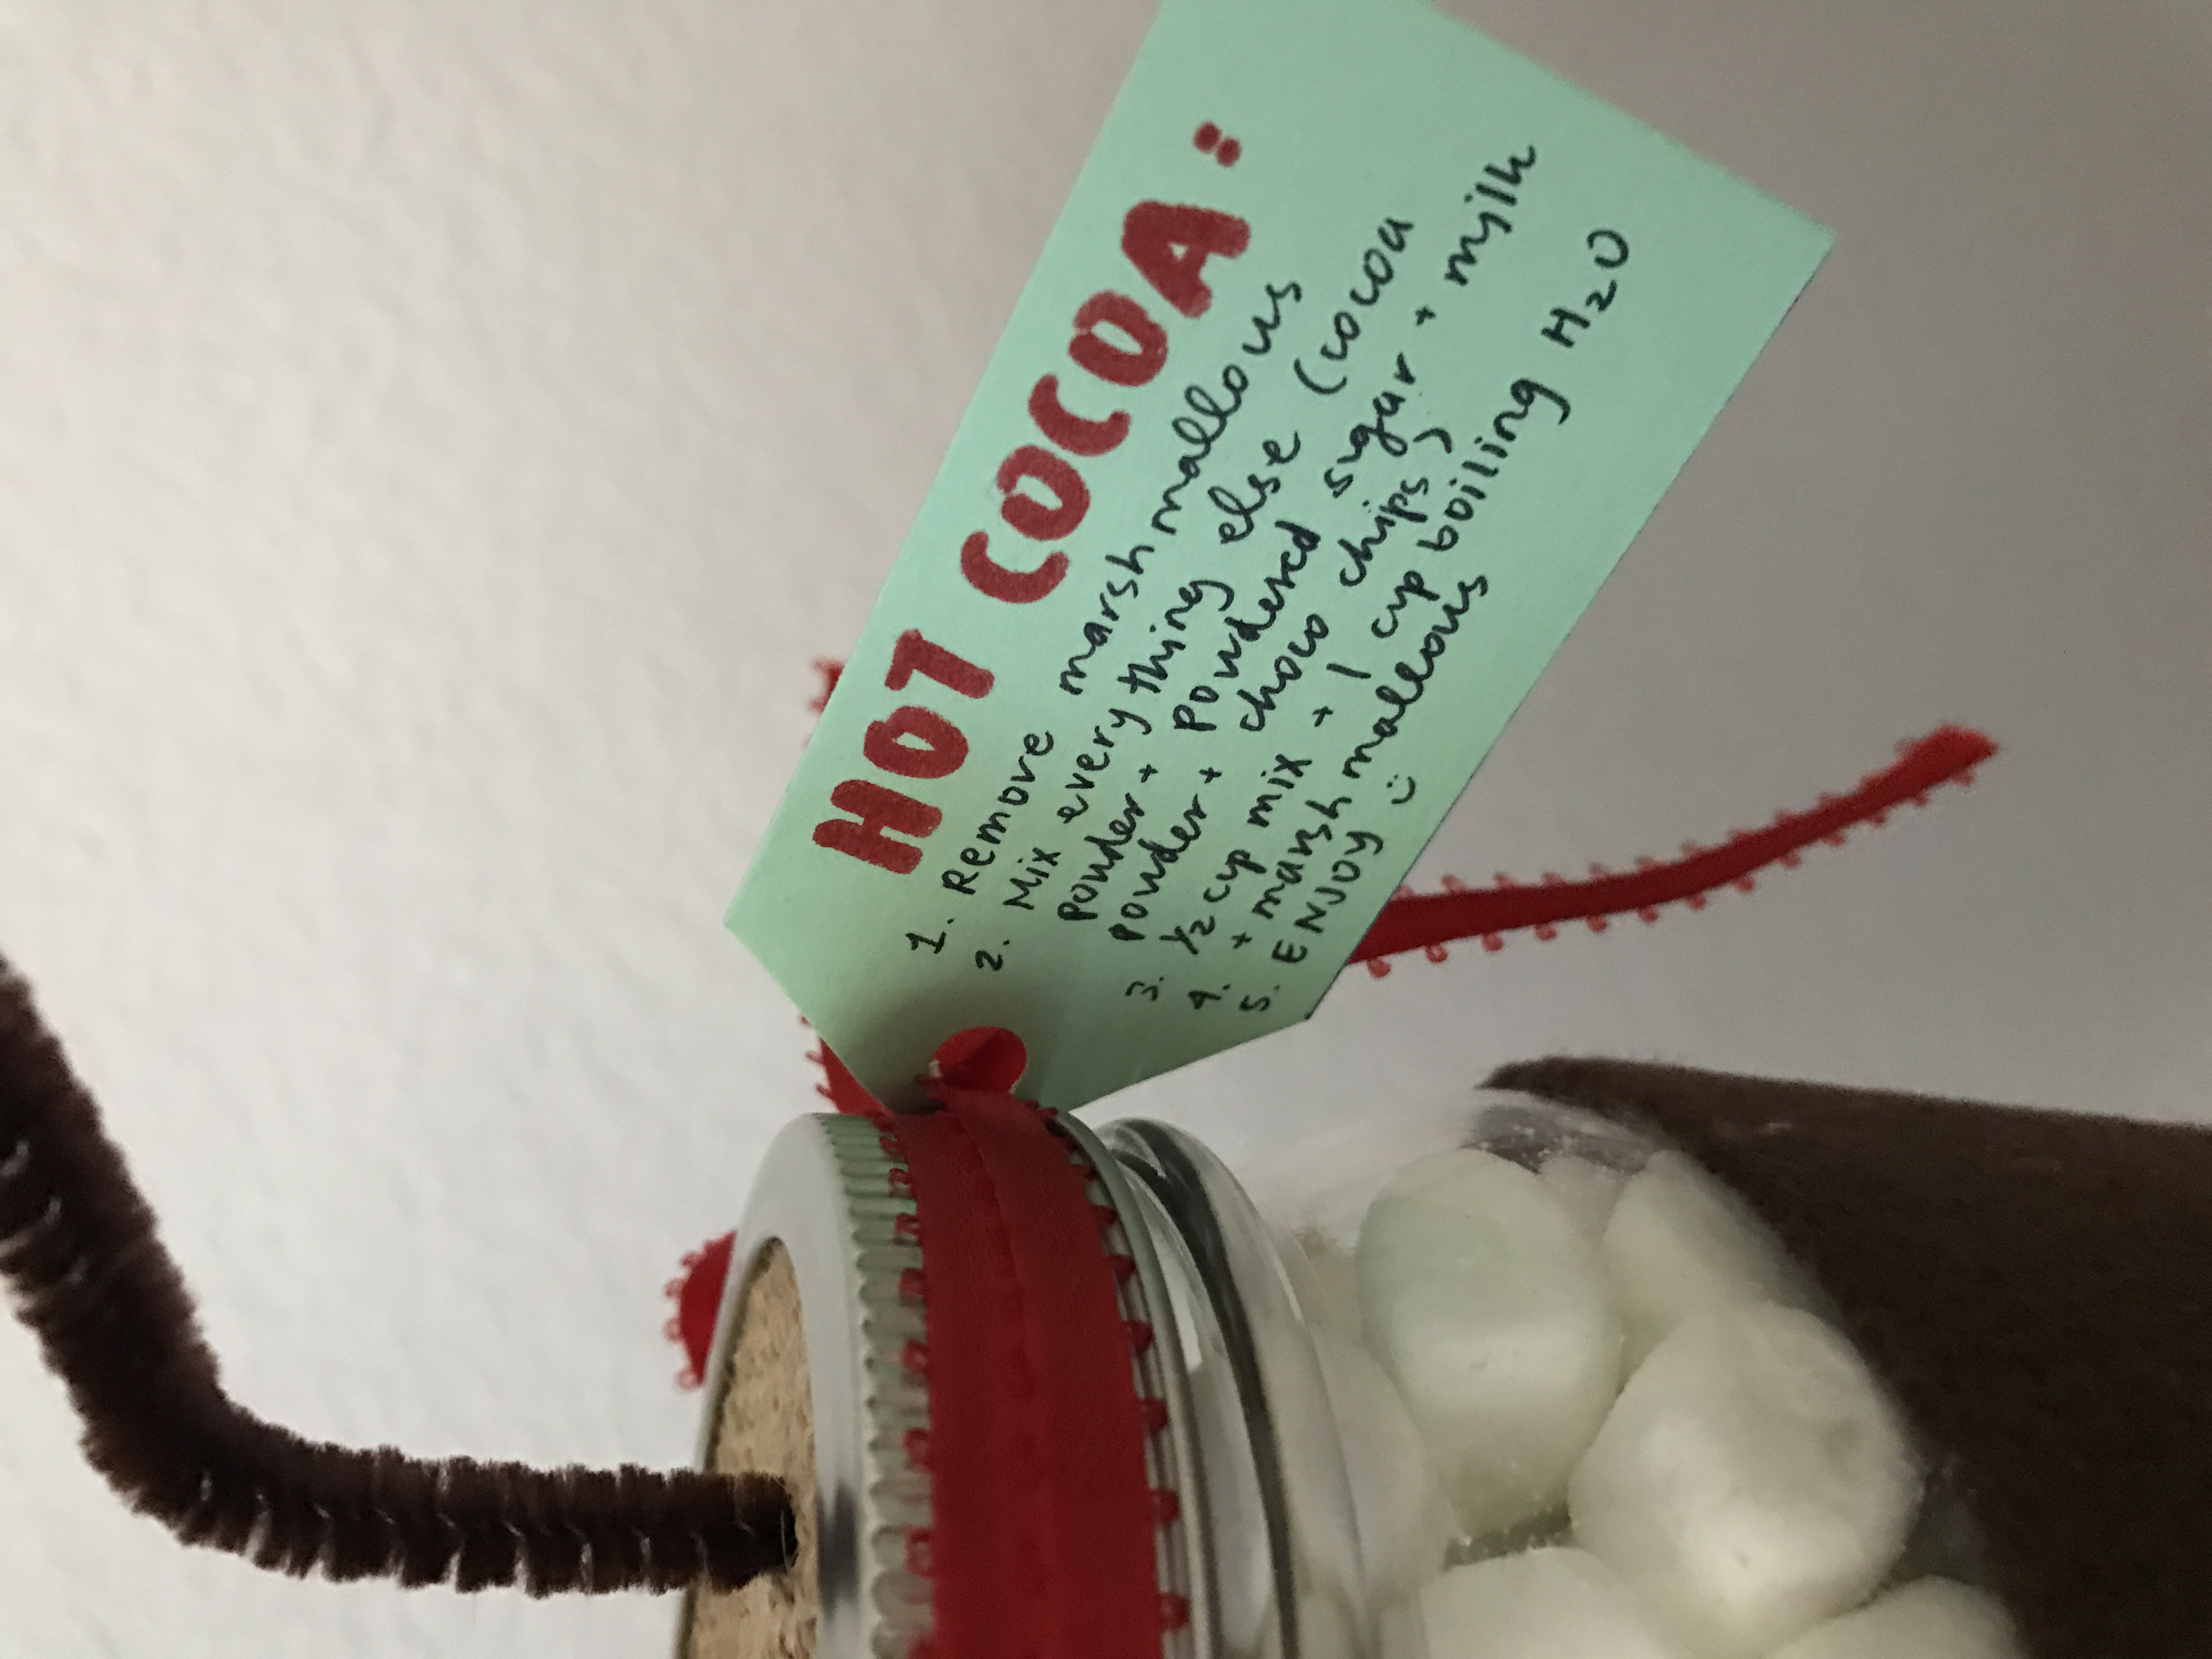 HOT COCOA:
1. Remove marshmallows
2. Mix everything else (cocoa
powder + powdered sugar + milk
powder + choco chips)
3. 1/2 cup mix + 1 cup boiling H2O
4. + marshmallows
5. ENJOY :)